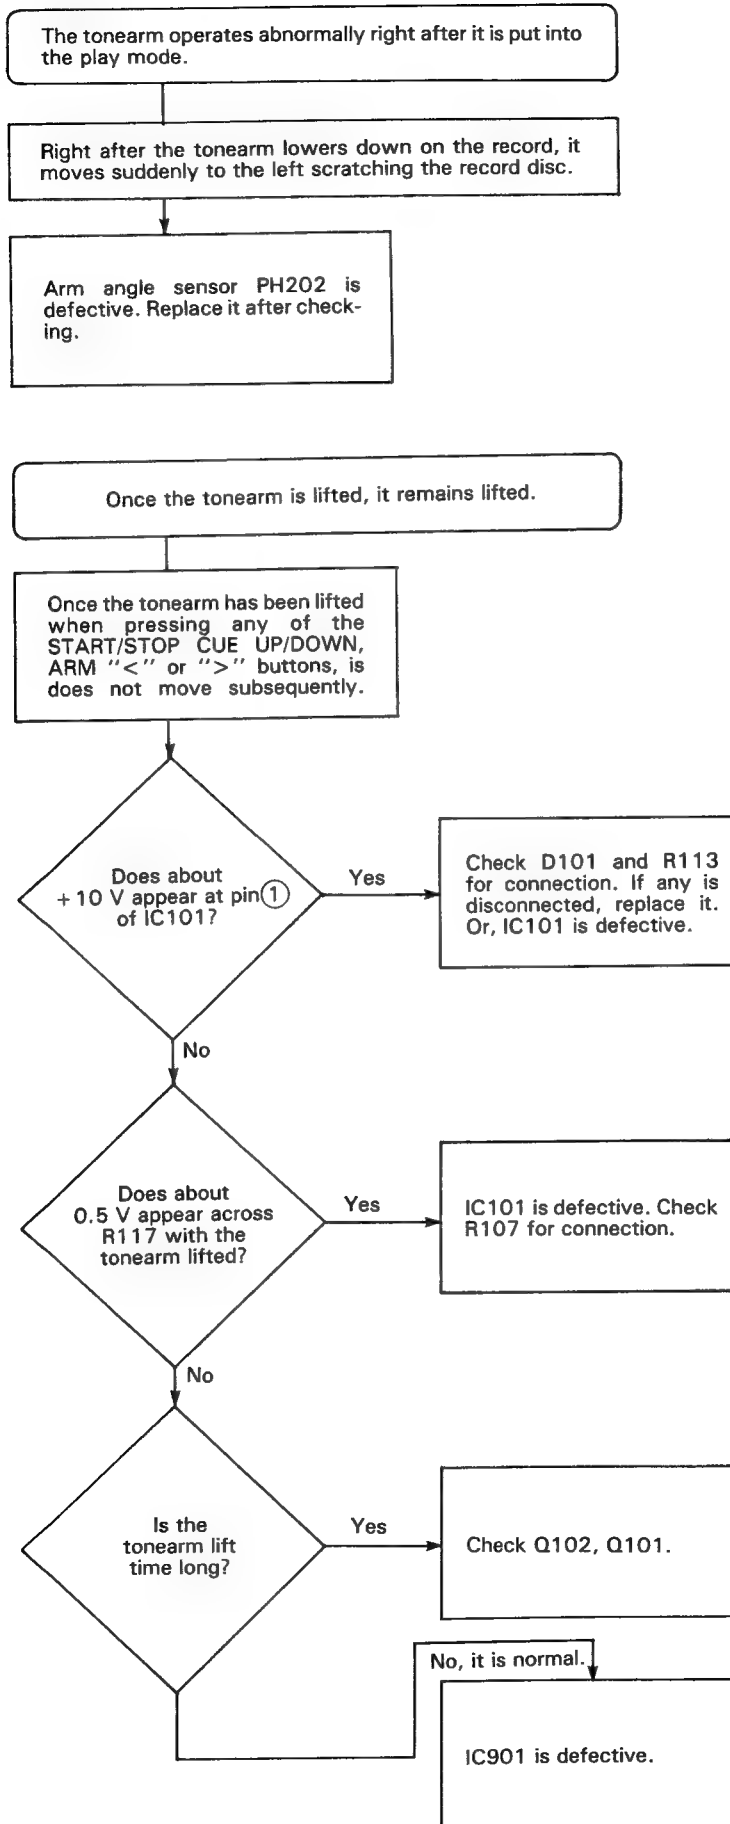 The tonearm operates abnormally right after it is put into
the play mode.
Right after the tonearm lowers down on the record, it
moves suddenly to the left scratching the record disc.
Arm angle sensor PH202 is
defective. Replace it after check-
ing.
Once the tonearm is lifted, it remains lifted.
Once the tonearm has been lifted
when pressing any of the
START/STOP CUE UP/DOWN,
ARM "<" or ">" buttons, is
does not move subsequently.
Does about
+ 10 V appear at pin①
of IC101?
Yes
Check D101 and R113
for connection. If any is
disconnected, replace it.
Or, IC101 is defective.
No
Does about
0.5 V appear across
R117 with the
tonearm lifted?
Yes
IC101 is defective. Check
R107 for connection.
No
Is the
tonearm lift
time long?
Yes
Check Q102, Q101.
No, it is normal.
IC901 is defective.